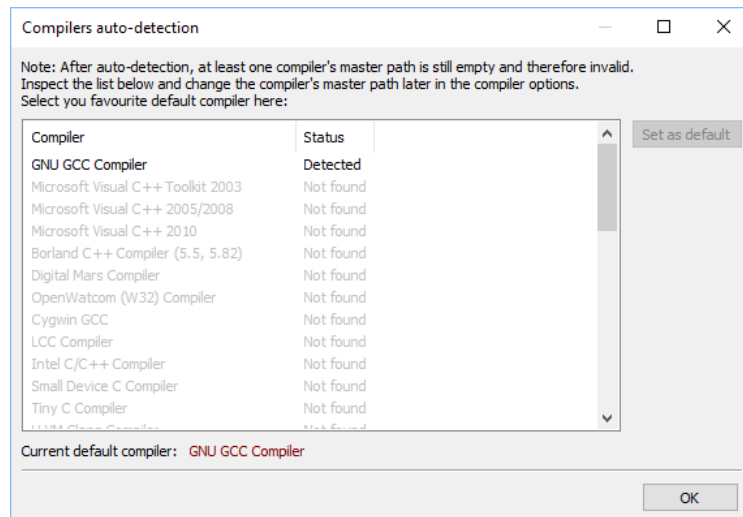 Compilers auto-detection
Note: After auto-detection, at least one compiler's master path is still empty and therefore invalid.
Inspect the list below and change the compiler's master path later in the compiler options.
Select you favourite default compiler here:
Compiler Status
Set as default
GNU GCC Compiler Detected
Microsoft Visual C++ Toolkit 2003 Not found
Microsoft Visual C++ 2005/2008 Not found
Microsoft Visual C++ 2010 Not found
Borland C++ Compiler (5.5, 5.82) Not found
Digital Mars Compiler Not found
OpenWatcom (W32) Compiler Not found
Cygwin GCC Not found
LCC Compiler Not found
Intel C/C++ Compiler Not found
Small Device C Compiler Not found
Tiny C Compiler Not found
LLVM Clang Compiler Not found
Current default compiler: GNU GCC Compiler
OK